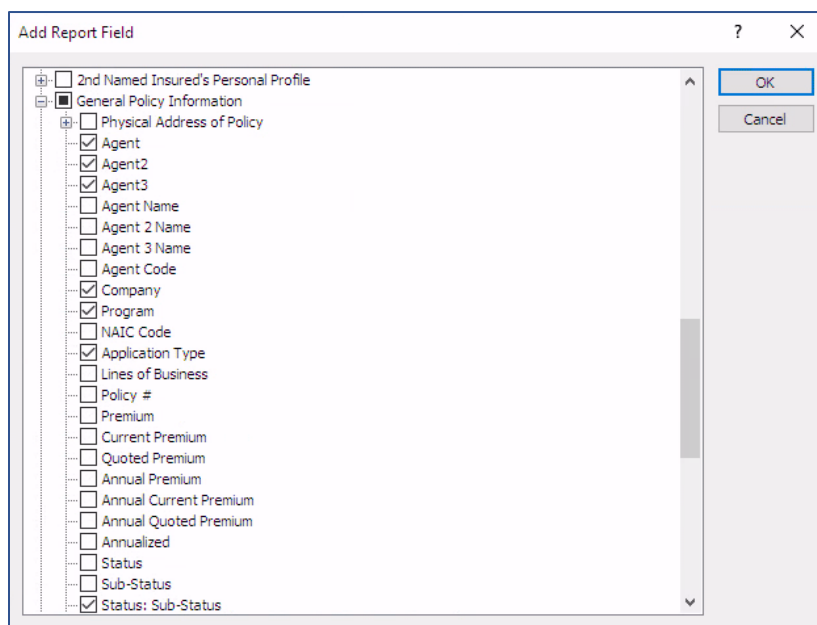 Add Report Field
2nd Named Insured's Personal Profile
General Policy Information
Physical Address of Policy
Agent
Agent2
Agent3
Agent Name
Agent 2 Name
Agent 3 Name
Agent Code
Company
Program
NAIC Code
Application Type
Lines of Business
Policy #
Premium
Current Premium
Quoted Premium
Annual Premium
Annual Current Premium
Annual Quoted Premium
Annualized
Status
Sub-Status
Status: Sub-Status
OK
Cancel